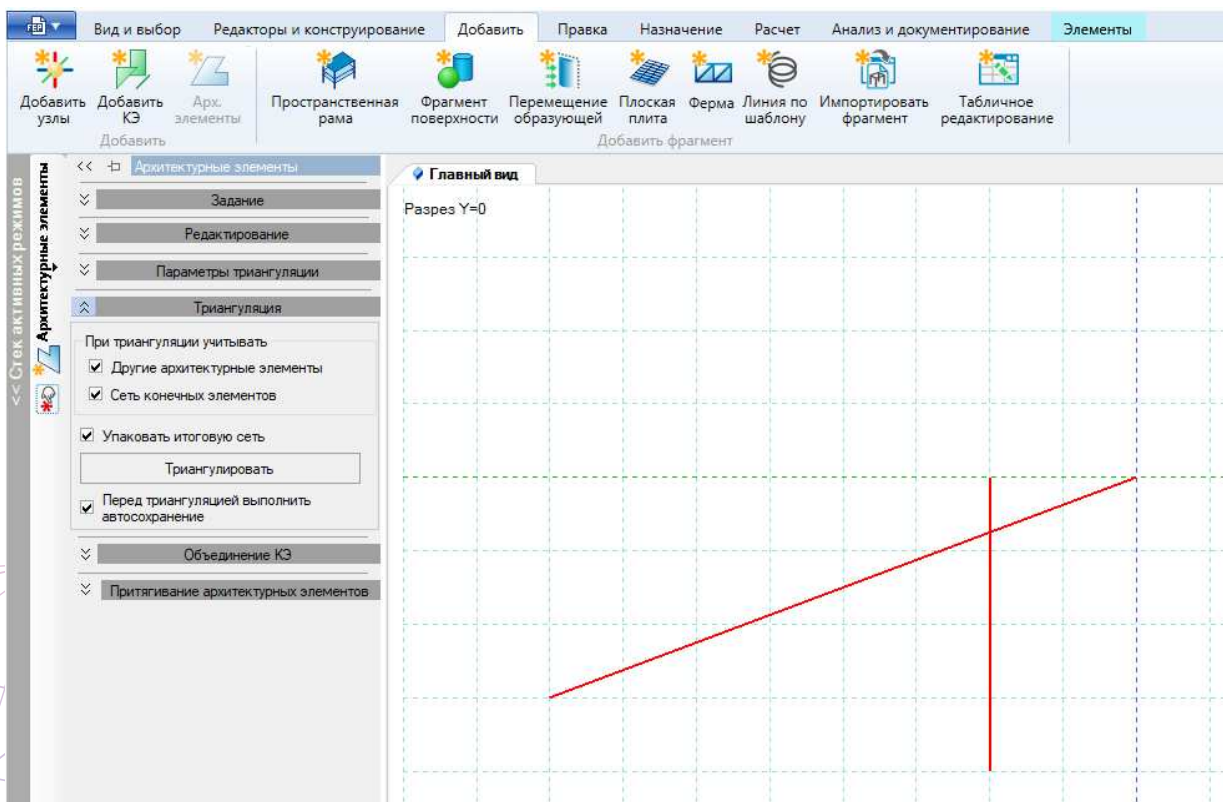 FEP
Вид и выбор Редакторы и конструирование Добавить Правка Назначение Расчет Анализ и документирование Элементы
Добавить узлы
Добавить КЭ
Арх. элементы
Пространственная рама
Фрагмент поверхности
Перемещение образующей
Плоская плита
Ферма
Линия по шаблону
Импортировать фрагмент
Табличное редактирование
Добавить
Добавить фрагмент
<< Стек активных режимов
Архитектурные элементы
<< Архитектурные элементы
Задание
Редактирование
Параметры триангуляции
Триангуляция
При триангуляции учитывать
Другие архитектурные элементы
Сеть конечных элементов
Упаковать итоговую сеть
Триангулировать
Перед триангуляцией выполнить
автосохранение
Объединение КЭ
Притягивание архитектурных элементов
Главный вид
Разрез Y=0